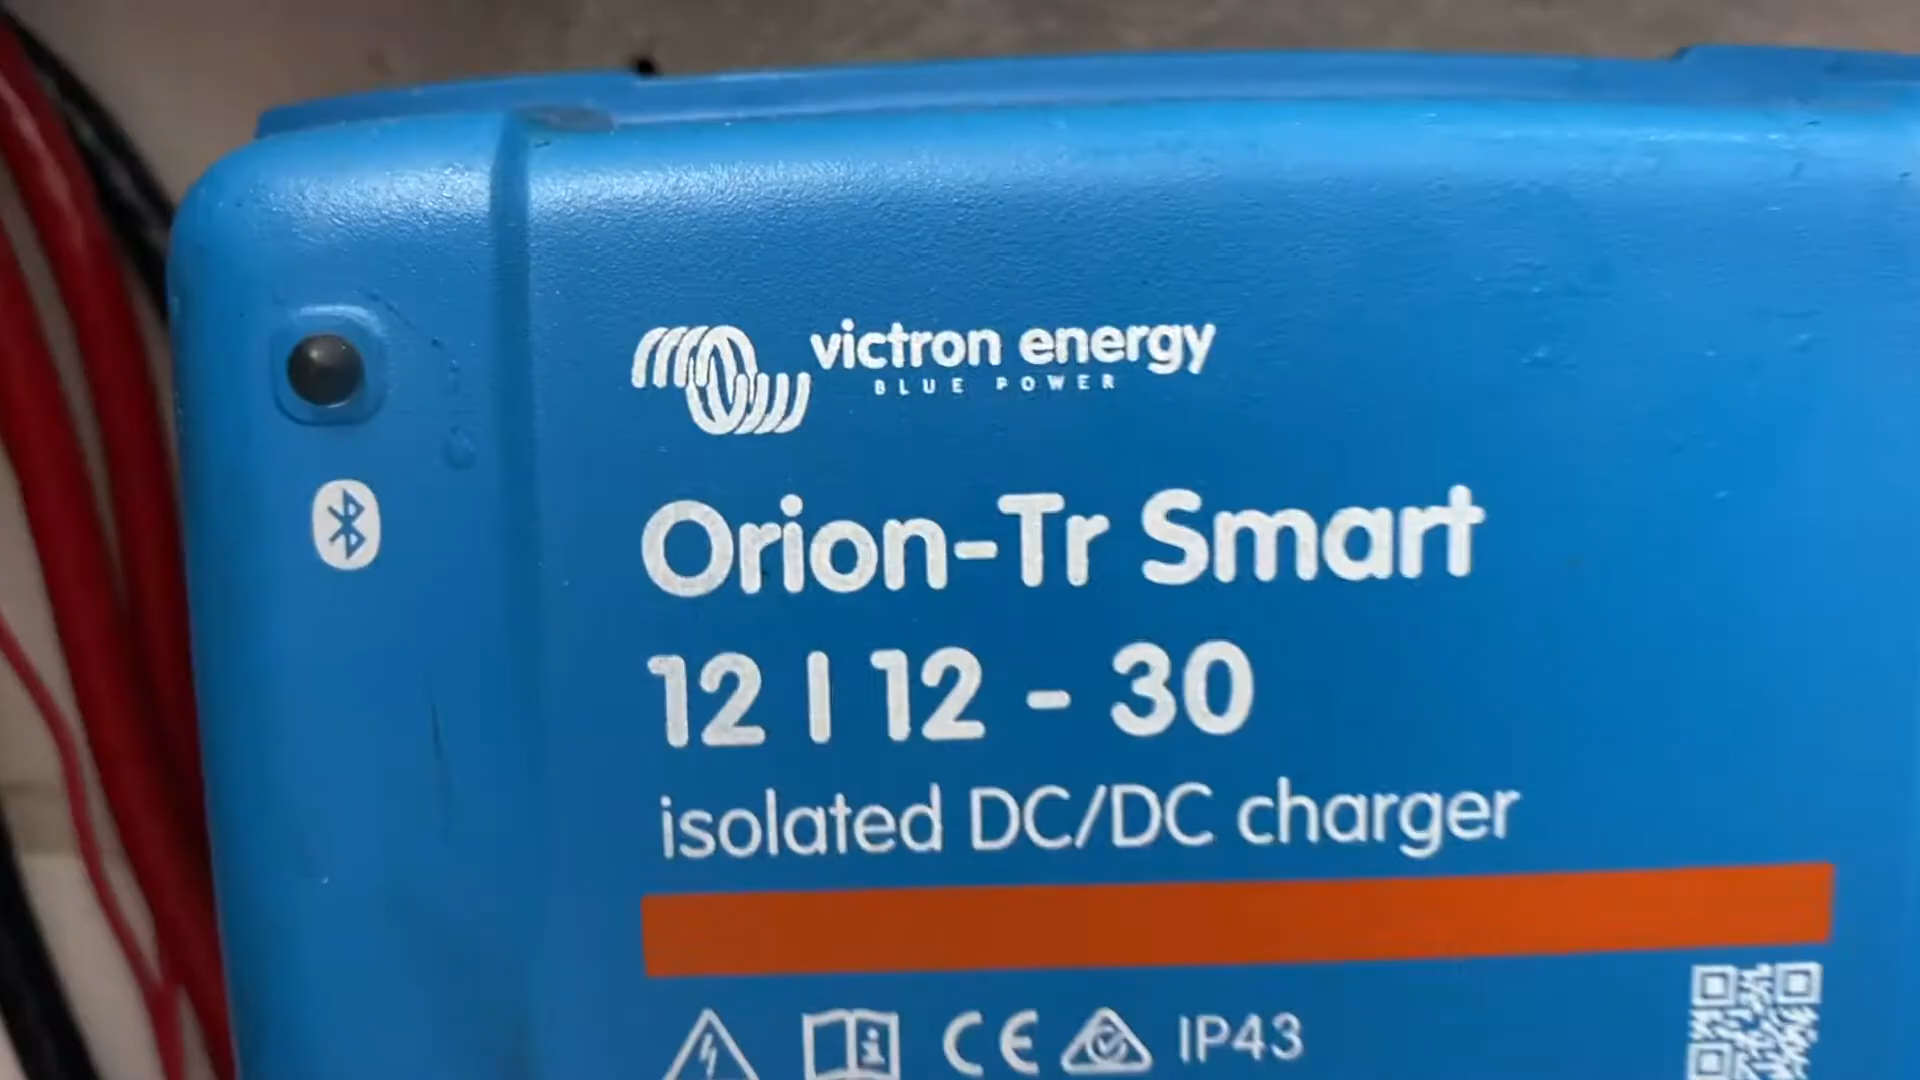 victron energy
BLUE POWER
Orion-Tr Smart
12 | 12 - 30
isolated DC/DC charger
CE IP43